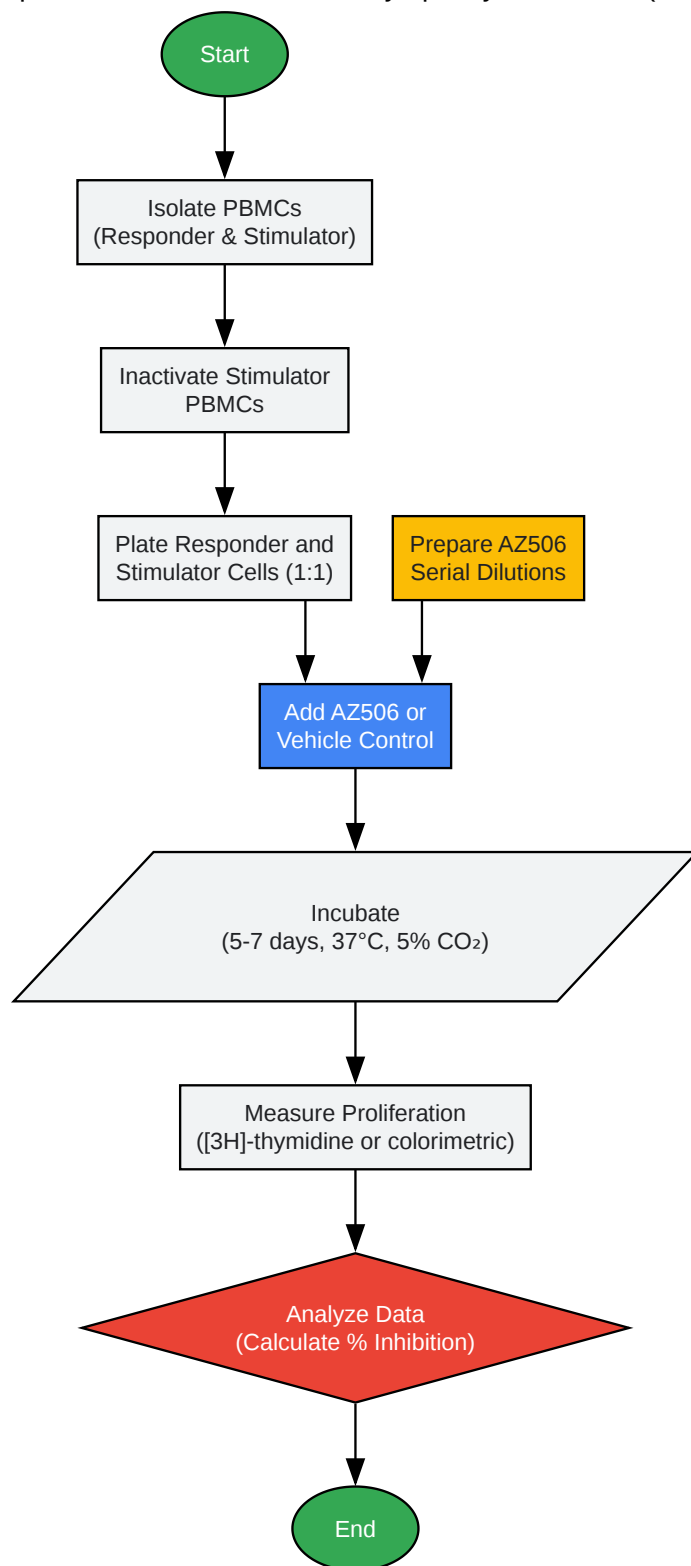 Start
Isolate PBMCs
(Responder & Stimulator)
Inactivate Stimulator
PBMCs
Plate Responder and
Stimulator Cells (1:1)
Prepare AZ506
Serial Dilutions
Add AZ506 or
Vehicle Control
Incubate
(5-7 days, 37°C, 5% CO₂)
Measure Proliferation
([3H]-thymidine or colorimetric)
Analyze Data
(Calculate % Inhibition)
End